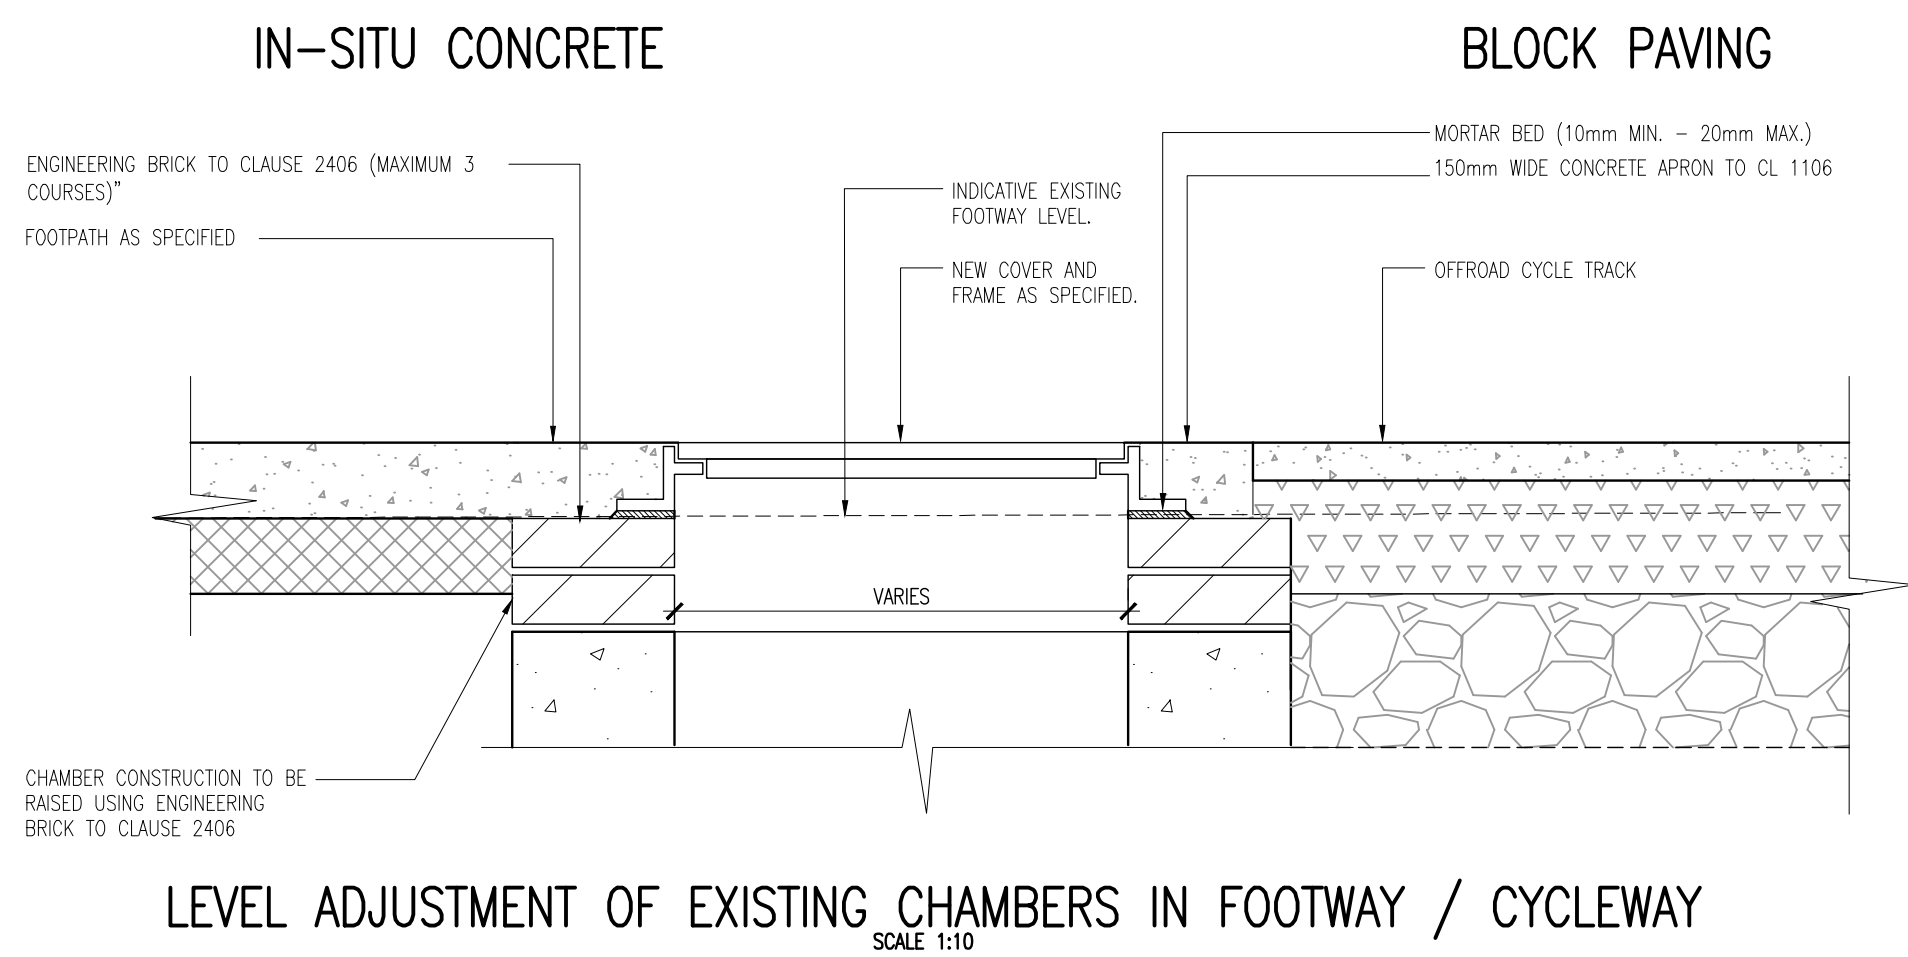 IN-SITU CONCRETE
BLOCK PAVING
ENGINEERING BRICK TO CLAUSE 2406 (MAXIMUM 3
COURSES)"
FOOTPATH AS SPECIFIED
INDICATIVE EXISTING
FOOTWAY LEVEL.
NEW COVER AND
FRAME AS SPECIFIED.
MORTAR BED (10mm MIN. - 20mm MAX.)
150mm WIDE CONCRETE APRON TO CL 1106
OFFROAD CYCLE TRACK
VARIES
CHAMBER CONSTRUCTION TO BE
RAISED USING ENGINEERING
BRICK TO CLAUSE 2406
LEVEL ADJUSTMENT OF EXISTING CHAMBERS IN FOOTWAY / CYCLEWAY
SCALE 1:10